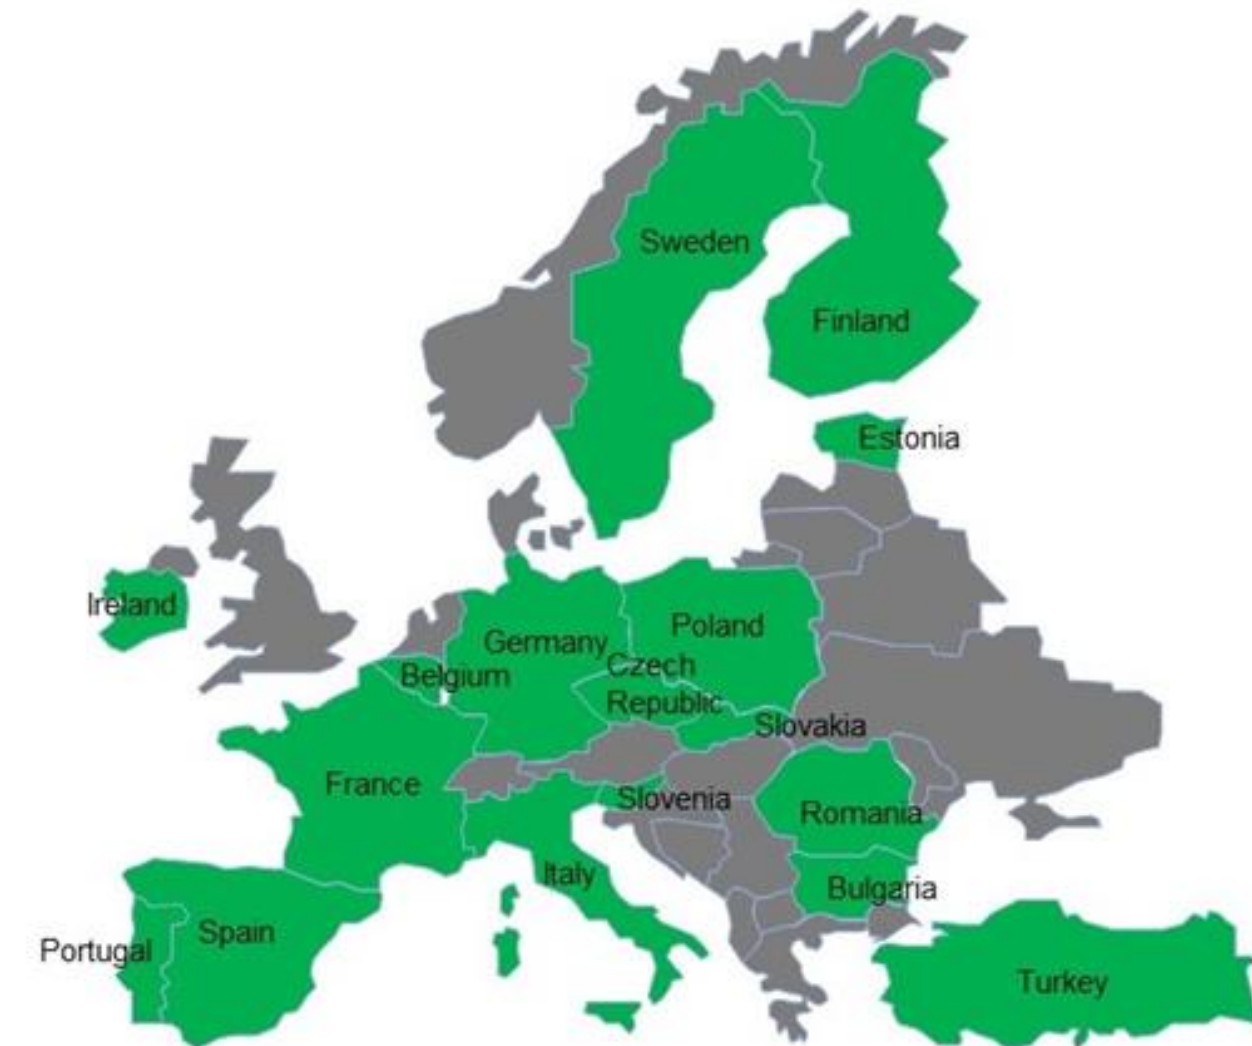 Sweden
Finland
Estonia
Ireland
Poland
Germany
Czech
Republic
Belgium
Slovakia
France
Slovenia
Romania
Italy
Bulgaria
Spain
Portugal
Turkey